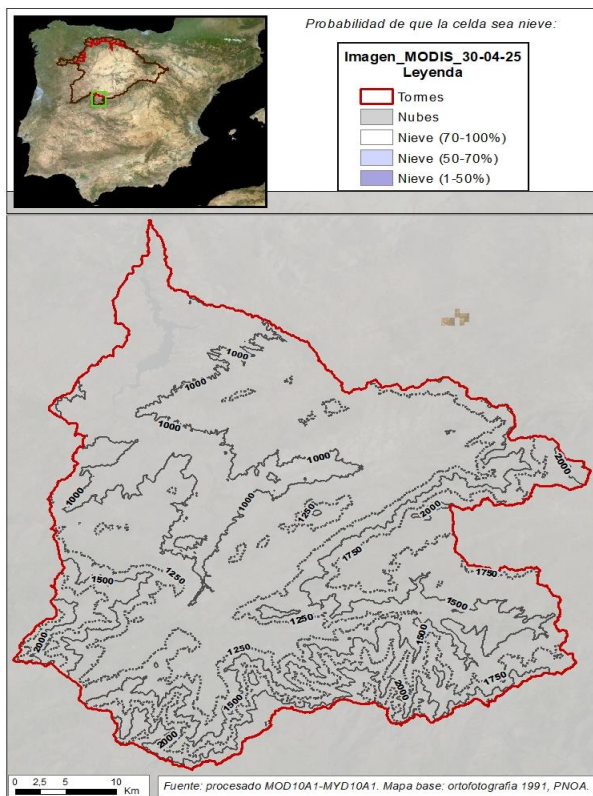 Probabilidad de que la celda sea nieve:
Imagen_MODIS_30-04-25
Leyenda
Tormes
Nubes
Nieve (70-100%)
Nieve (50-70%)
Nieve (1-50%)
1000
1000
1000
1000
2000
1000
1000
1250
2000
1750
1750
1500
1250
1500
1250
1500
2000
1250
1500
2000
1750
2000
0 2,5 5 10
Km
Fuente: procesado MOD10A1-MYD10A1. Mapa base: ortofotografia 1991, PNOA.